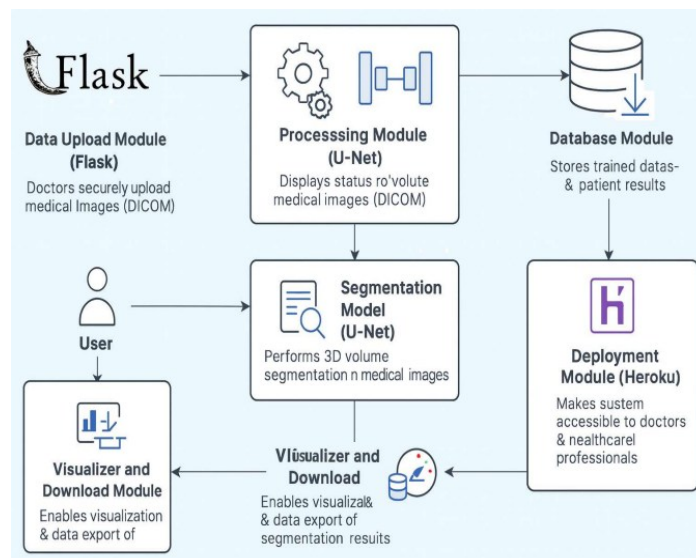 Flask
Data Upload Module
(Flask)
Doctors securely upload
medical Images (DICOM)
Processsing Module
(U-Net)
Displays status ro'volute
medical images (DICOM)
Database Module
Stores trained datas-
& patient results
User
Segmentation
Model
(U-Net)
Performs 3D volume
segmentation n medical images
Deployment
Module (Heroku)
Makes sustem
accessible to doctors
& nealthcarel
professionals
Visualizer and
Download Module
Enables visualization
& data export of
VIúsualizer and
Download
Enables visualiza&
& data export of
segmentation results